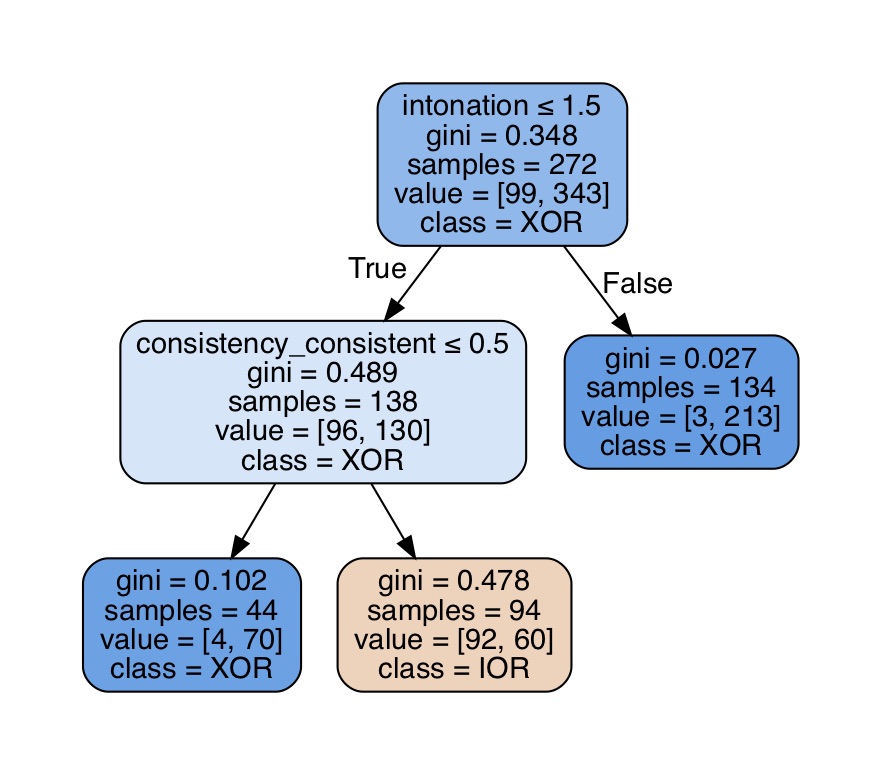 intonation ≤ 1.5
gini = 0.348
samples = 272
value = [99, 343]
class = XOR
True
False
consistency_consistent ≤ 0.5
gini = 0.489
samples = 138
value = [96, 130]
class = XOR
gini = 0.027
samples = 134
value = [3, 213]
class = XOR
gini = 0.102
samples = 44
value = [4, 70]
class = XOR
gini = 0.478
samples = 94
value = [92, 60]
class = IOR